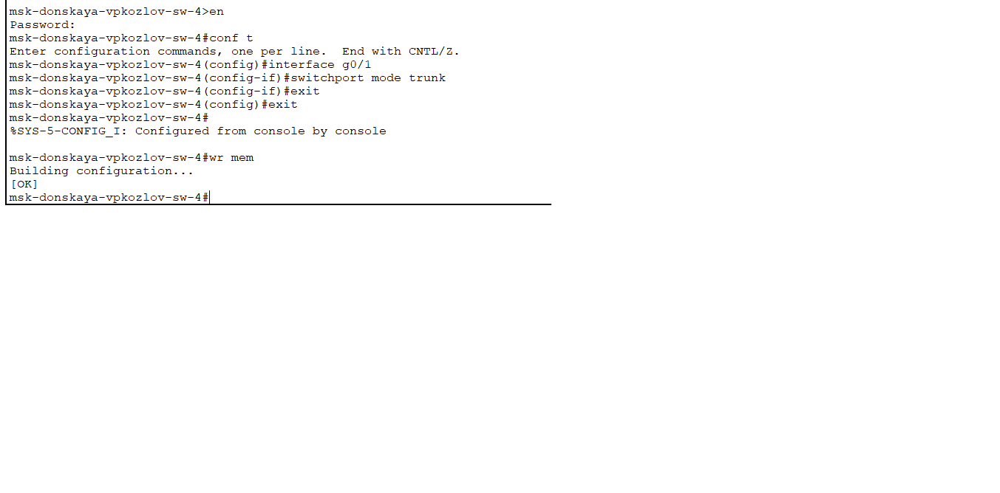 msk-donskaya-vpkozlov-sw-4>en
Password:
msk-donskaya-vpkozlov-sw-4#conf t
Enter configuration commands, one per line.  End with CNTL/Z.
msk-donskaya-vpkozlov-sw-4(config)#interface g0/1
msk-donskaya-vpkozlov-sw-4(config-if)#switchport mode trunk
msk-donskaya-vpkozlov-sw-4(config-if)#exit
msk-donskaya-vpkozlov-sw-4(config)#exit
msk-donskaya-vpkozlov-sw-4#
%SYS-5-CONFIG_I: Configured from console by console

msk-donskaya-vpkozlov-sw-4#wr mem
Building configuration...
[OK]
msk-donskaya-vpkozlov-sw-4#